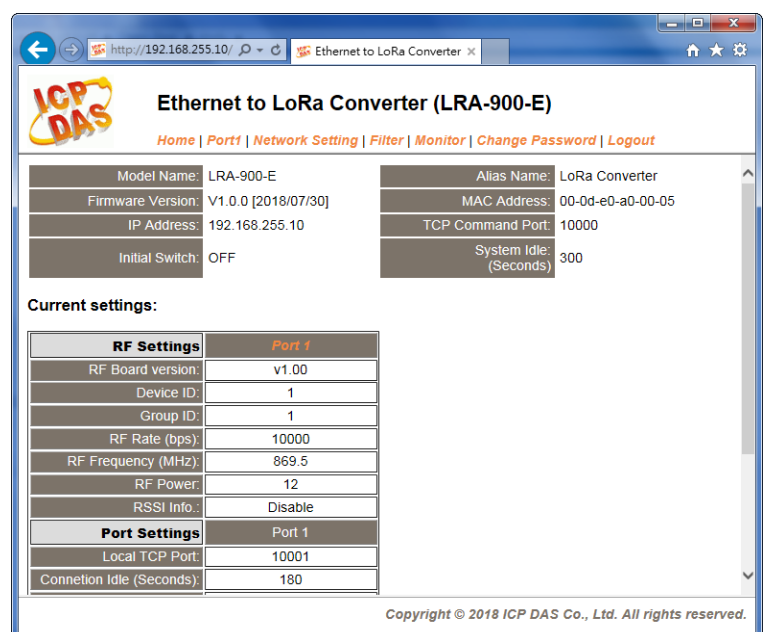 http://192.168.255.10/
Ethernet to LoRa Converter
ICP DAS
Ethernet to LoRa Converter (LRA-900-E)
Home | Port1 | Network Setting | Filter | Monitor | Change Password | Logout
Model Name: LRA-900-E Alias Name: LoRa Converter
Firmware Version: V1.0.0 [2018/07/30] MAC Address: 00-0d-e0-a0-00-05
IP Address: 192.168.255.10 TCP Command Port: 10000
Initial Switch: OFF System Idle: (Seconds) 300
Current settings:
RF Settings Port 1
RF Board version: v1.00
Device ID: 1
Group ID: 1
RF Rate (bps): 10000
RF Frequency (MHz): 869.5
RF Power: 12
RSSI Info.: Disable
Port Settings Port 1
Local TCP Port: 10001
Connetion Idle (Seconds): 180
Copyright © 2018 ICP DAS Co., Ltd. All rights reserved.